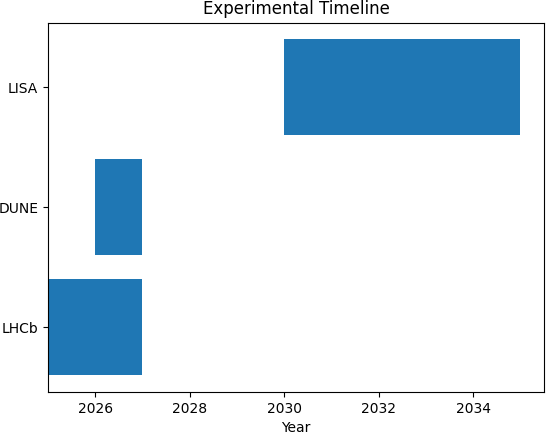 Experimental Timeline
LISA
DUNE
LHCb
2026 2028 2030 2032 2034
Year